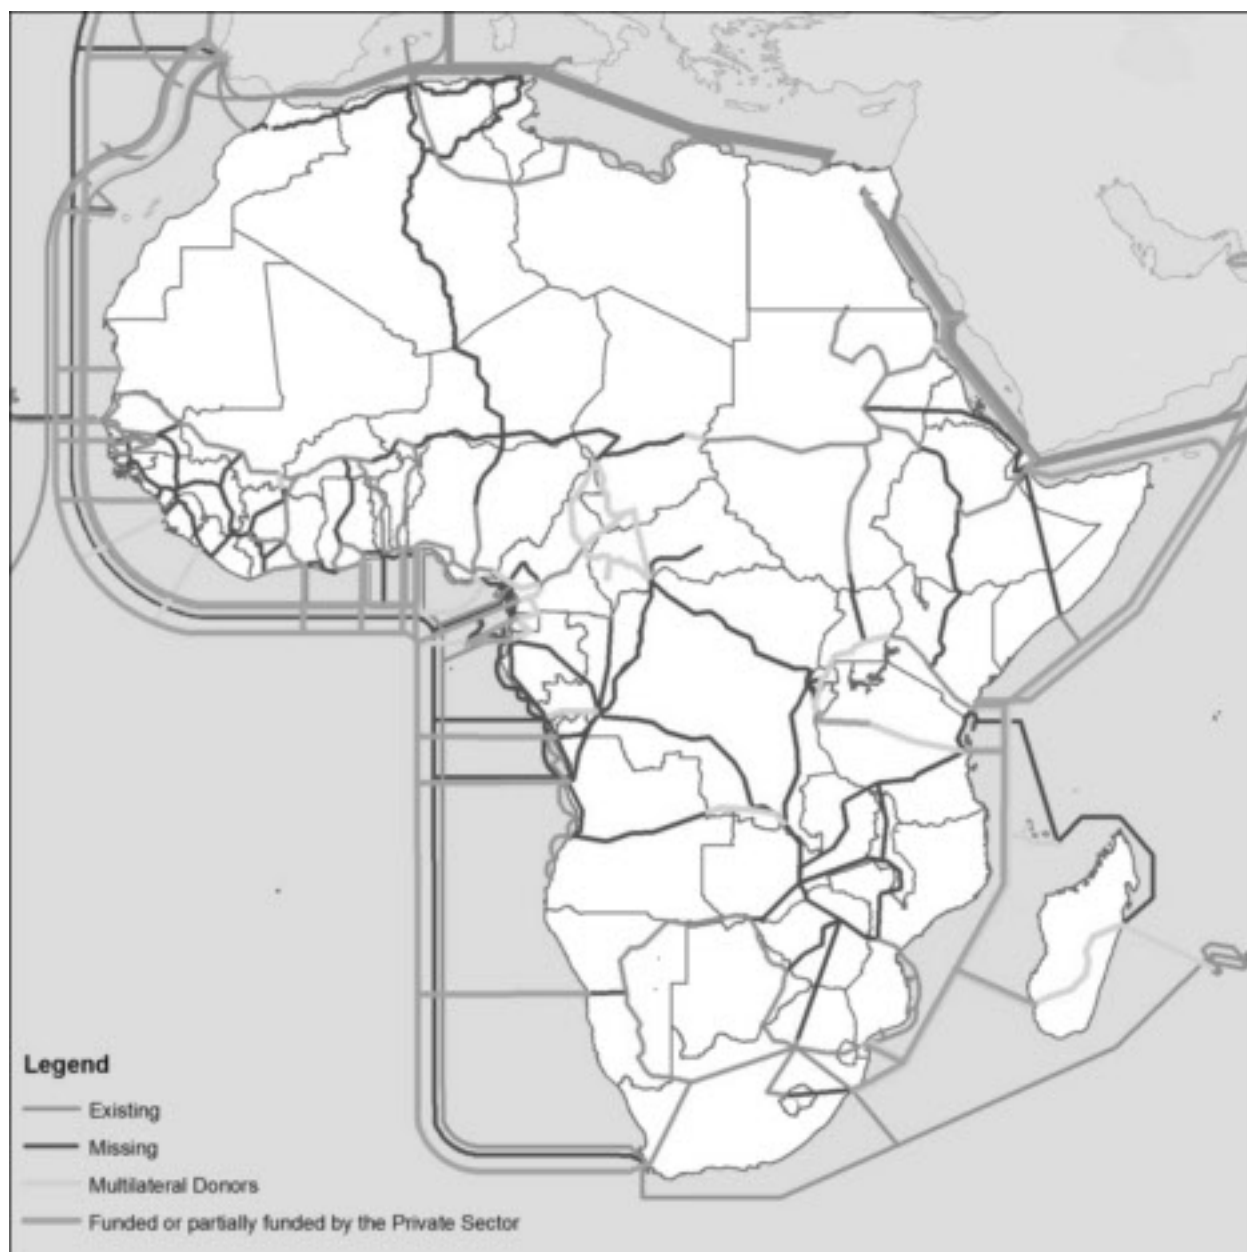 Legend
Existing
Missing
Multilateral Donors
Funded or partially funded by the Private Sector